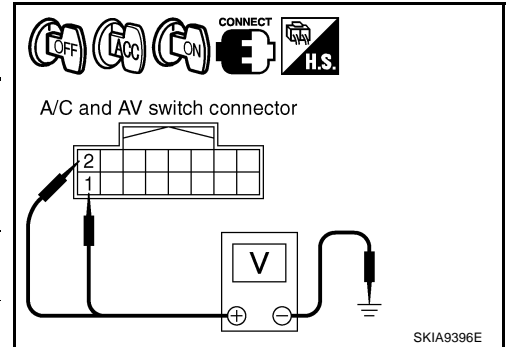 OFF ACC ON CONNECT H.S.
A/C and AV switch connector
2
1
V
+ −
SKIA9396E